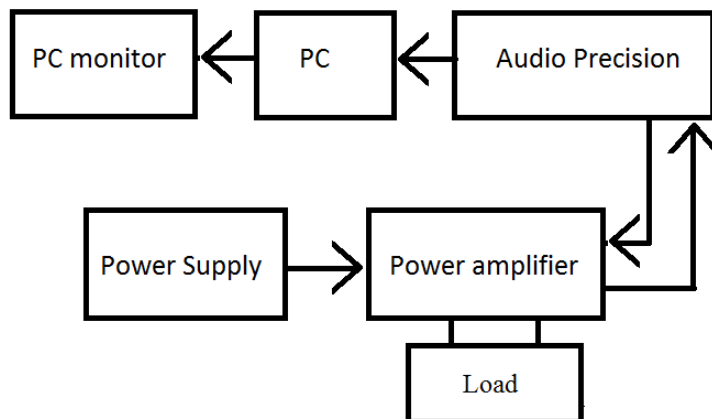 PC monitor
PC
Audio Precision
Power Supply
Power amplifier
Load